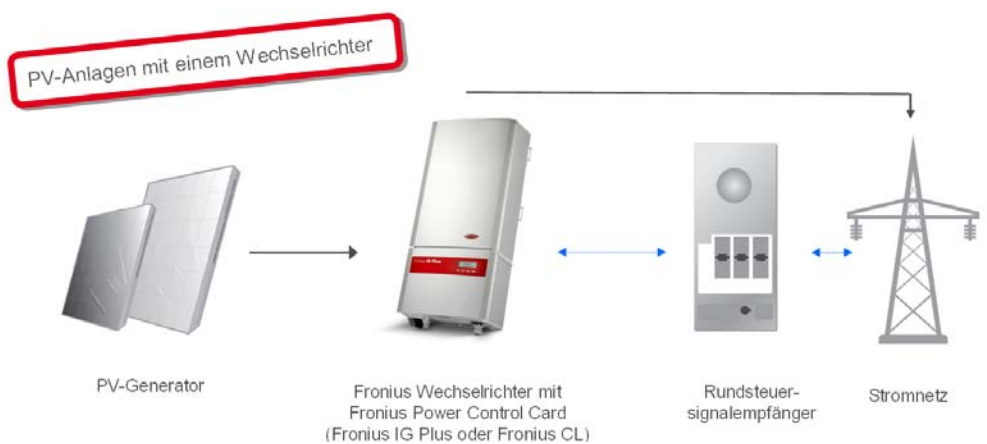 PV-Anlagen mit einem Wechselrichter
PV-Generator
Fronius Wechselrichter mit
Fronius Power Control Card
(Fronius IG Plus oder Fronius CL)
Rundsteuer-
signalempfänger
Stromnetz